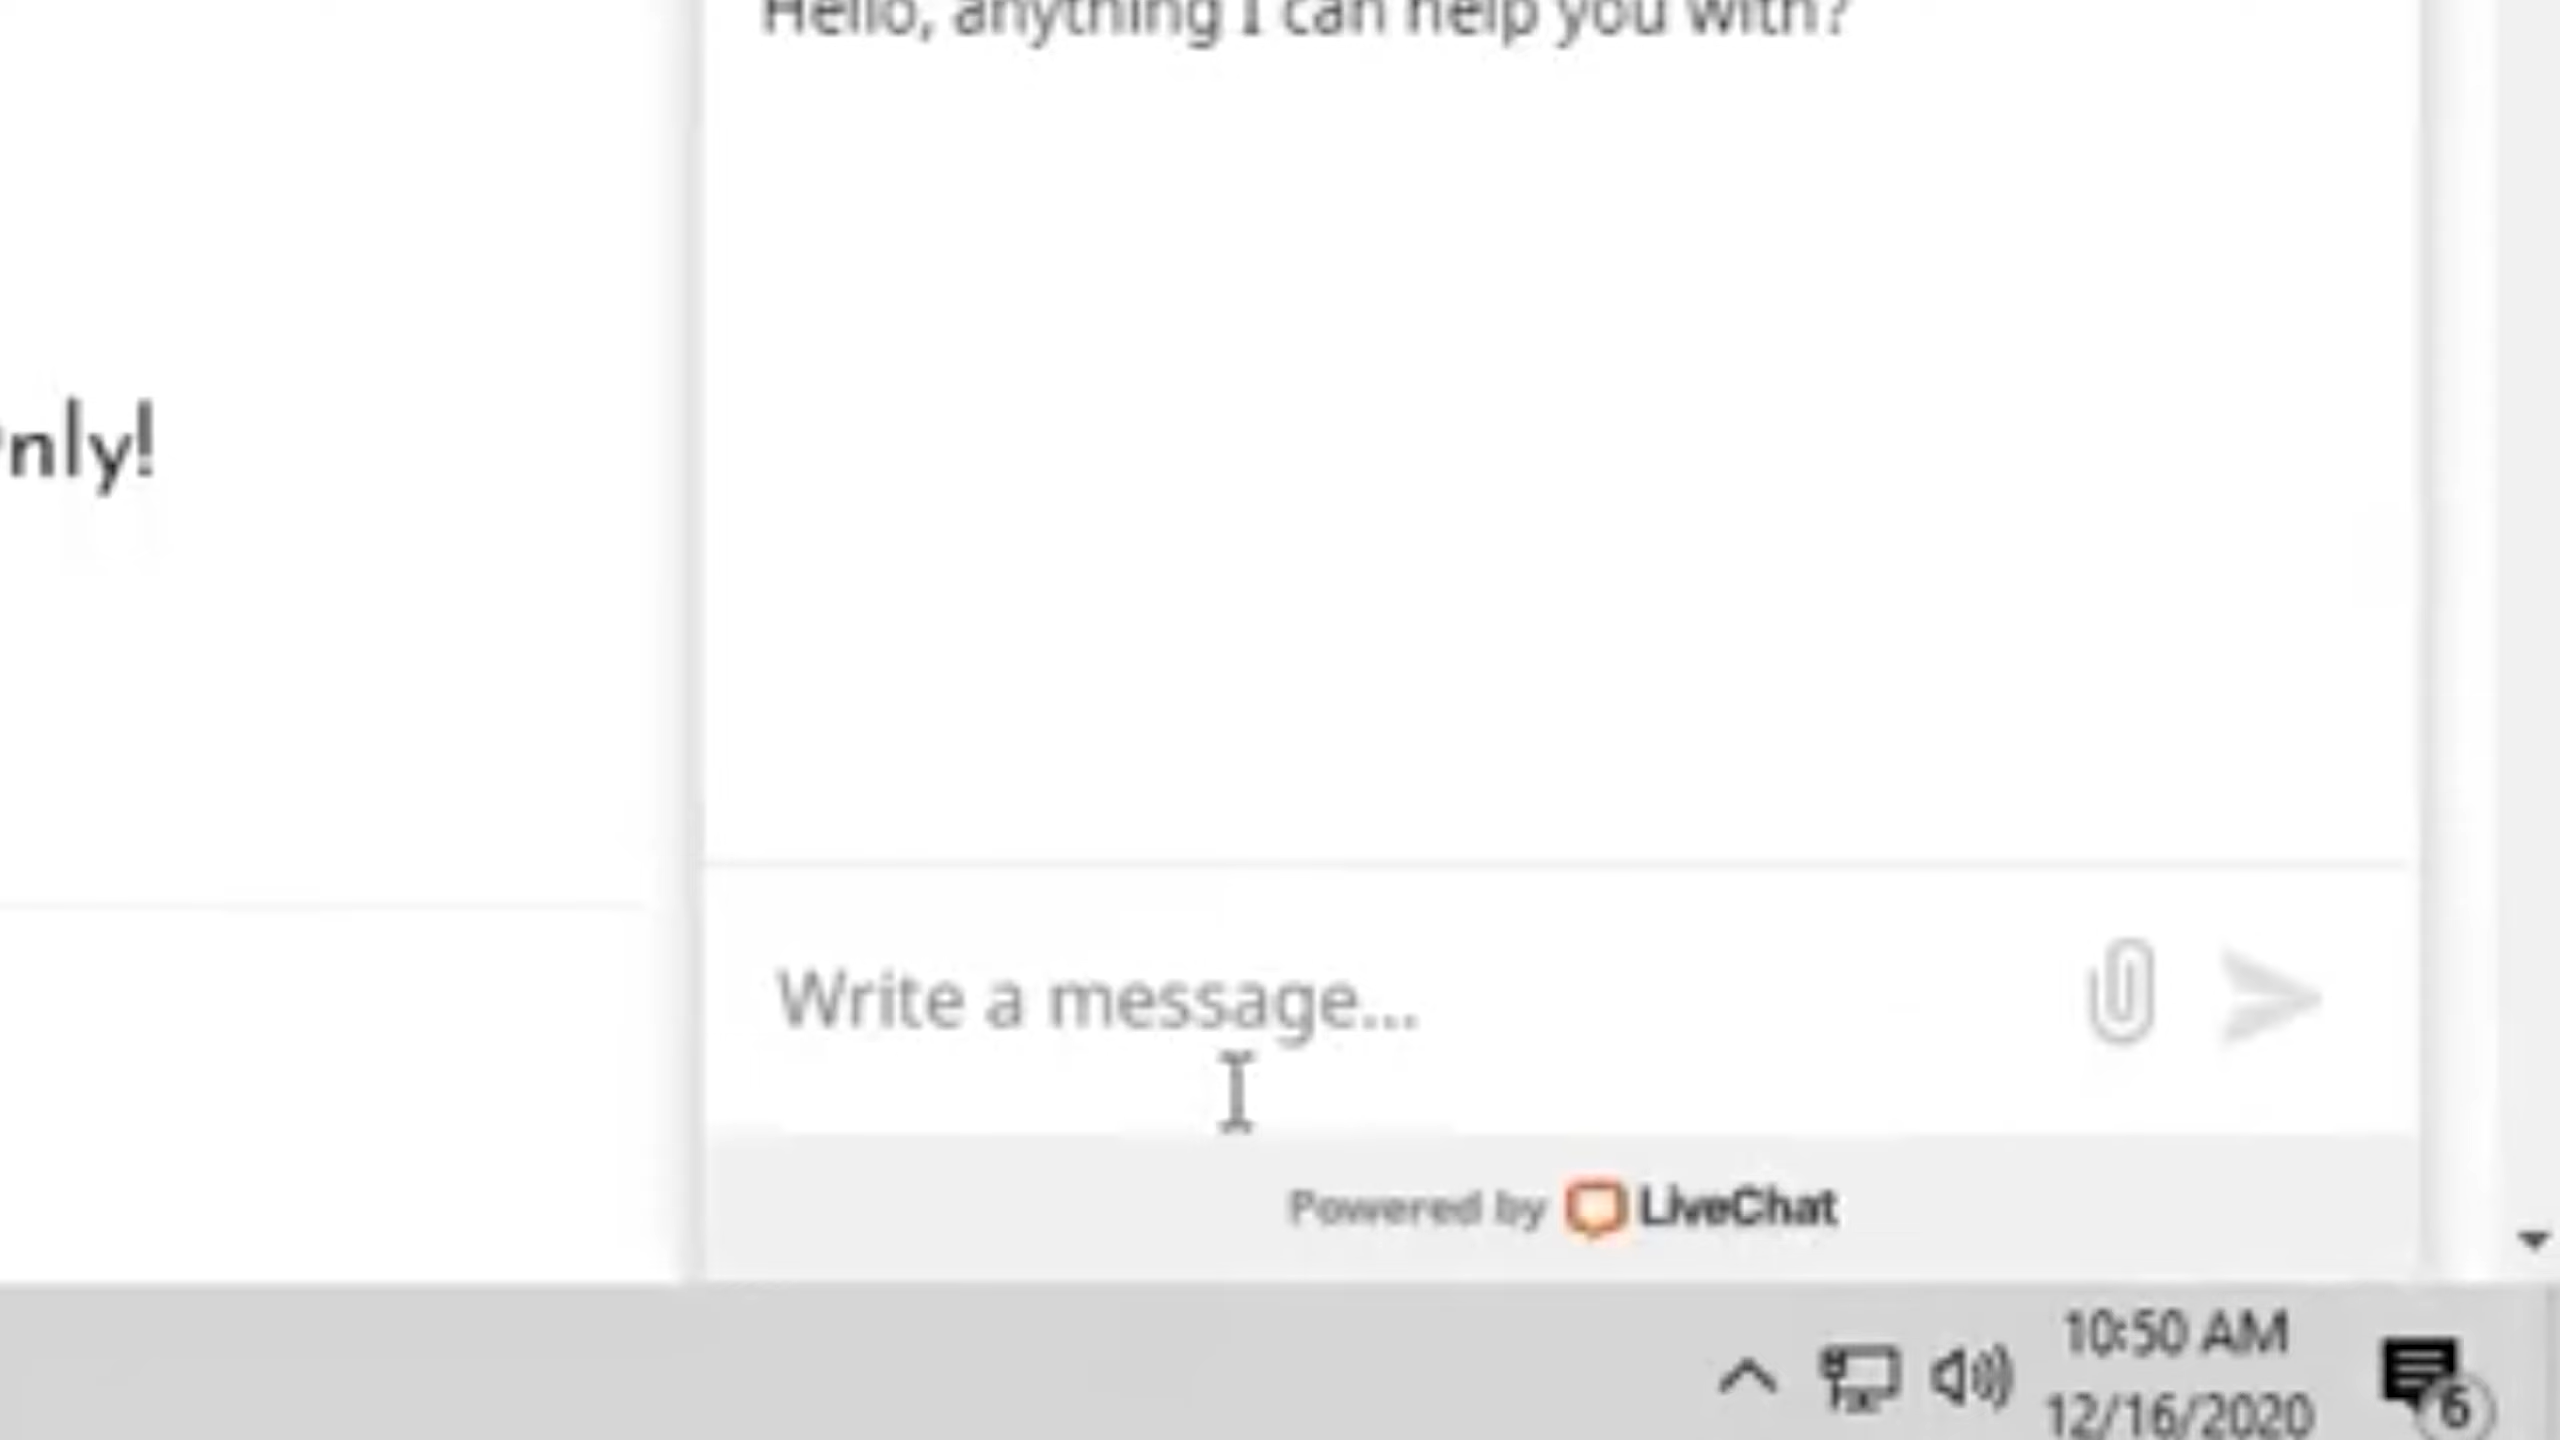 Hello, anything I can help you with?
nly!
Write a message...
Powered by LiveChat
10:50 AM
12/16/2020
6